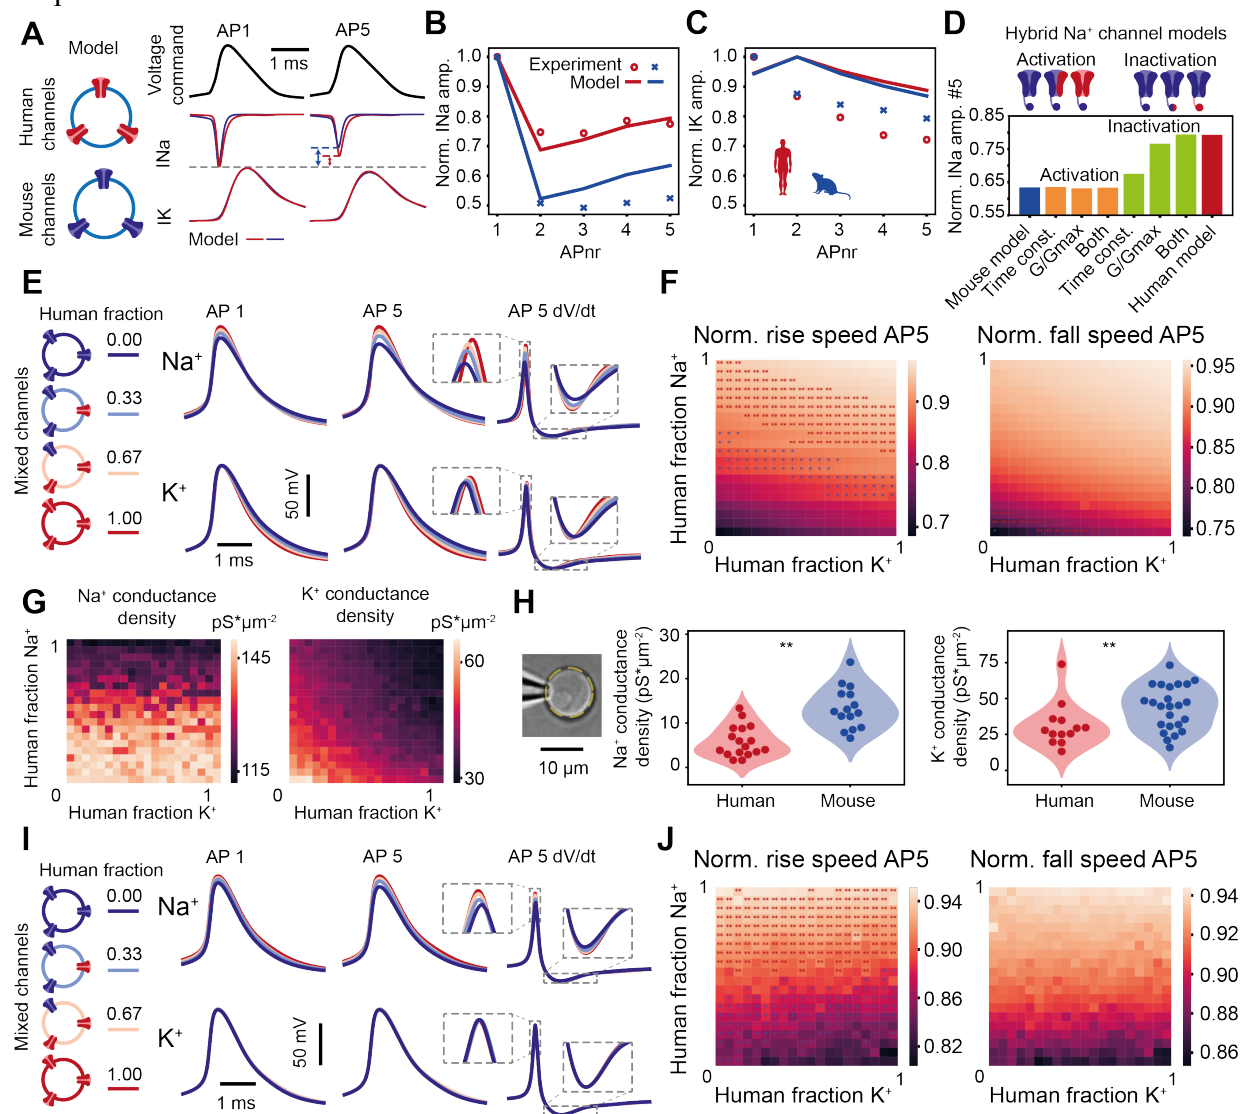 A
Model
AP1
AP5
1 ms
Voltage command
Human channels
INa
Mouse channels
IK
Model
B
Norm. INa amp.
1.0
0.9
0.8
0.7
0.6
0.5
Experiment
Model
1 2 3 4 5
APnr
C
Norm. IK amp.
1.0
0.9
0.8
0.7
0.6
0.5
1 2 3 4 5
APnr
D
Hybrid Na⁺ channel models
Activation Inactivation
Norm. INa amp. #5
0.85
0.75
0.65
0.55
Inactivation
Activation
Mouse model
Time const.
G/Gmax
Both
Time const.
G/Gmax
Both
Human model
E
Human fraction
Mixed channels
0.00
0.33
0.67
1.00
AP 1
AP 5
AP 5 dV/dt
Na⁺
K⁺
50 mV
1 ms
F
Norm. rise speed AP5
Human fraction Na⁺
1
0
1
Human fraction K⁺
0.9
0.8
0.7
Norm. fall speed AP5
1
0
1
Human fraction K⁺
0.95
0.90
0.85
0.80
0.75
G
Na⁺ conductance
density
pS*µm⁻²
Human fraction Na⁺
1
0
1
Human fraction K⁺
145
115
K⁺ conductance
density
pS*µm⁻²
0
1
Human fraction K⁺
60
30
H
10 µm
Na⁺ conductance
density (pS*µm⁻²)
30
20
10
0
**
Human
Mouse
K⁺ conductance
density (pS*µm⁻²)
75
50
25
0
**
Human
Mouse
I
Human fraction
Mixed channels
0.00
0.33
0.67
1.00
AP 1
AP 5
AP 5 dV/dt
Na⁺
K⁺
50 mV
1 ms
J
Norm. rise speed AP5
Human fraction Na⁺
1
0
1
Human fraction K⁺
0.94
0.90
0.86
0.82
Norm. fall speed AP5
1
0
1
Human fraction K⁺
0.94
0.92
0.90
0.88
0.86